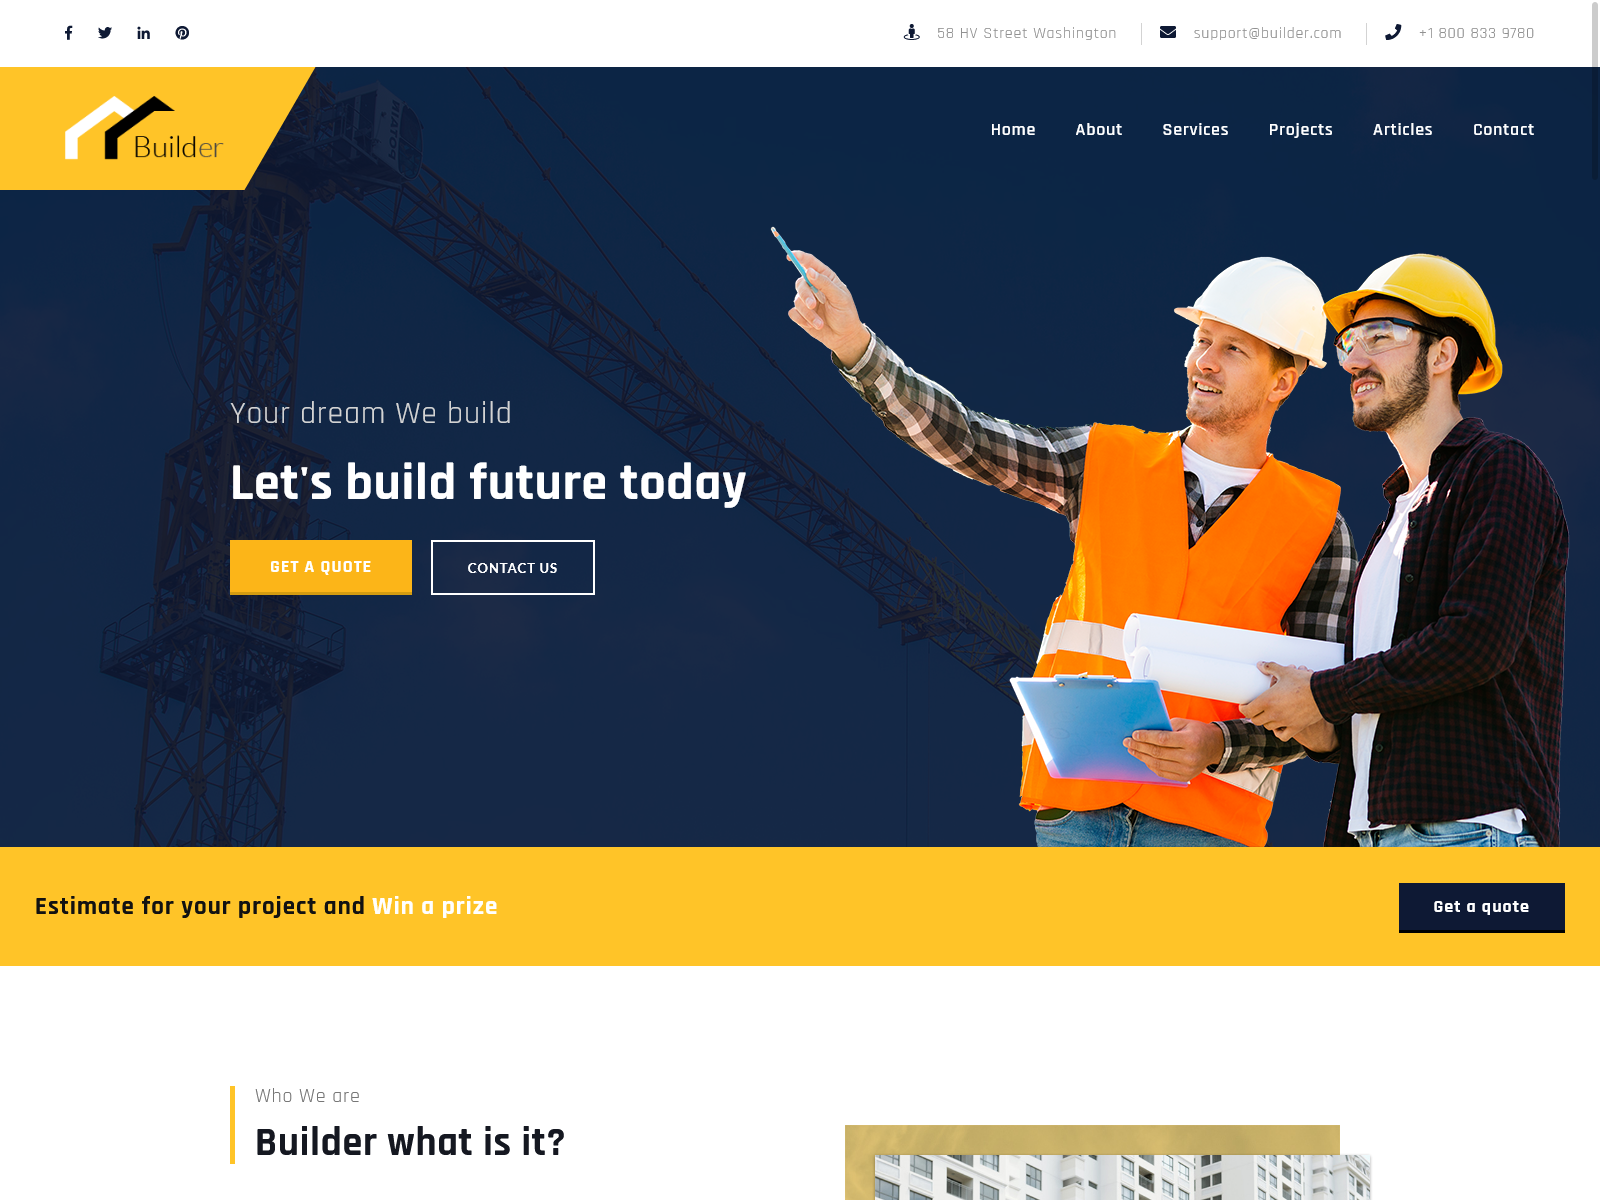 58 HV Street Washington
support@builder.com
+1 800 833 9780
Builder
Home
About
Services
Projects
Articles
Contact
Your dream We build
Let's build future today
GET A QUOTE
CONTACT US
Estimate for your project and Win a prize
Get a quote
Who We are
Builder what is it?